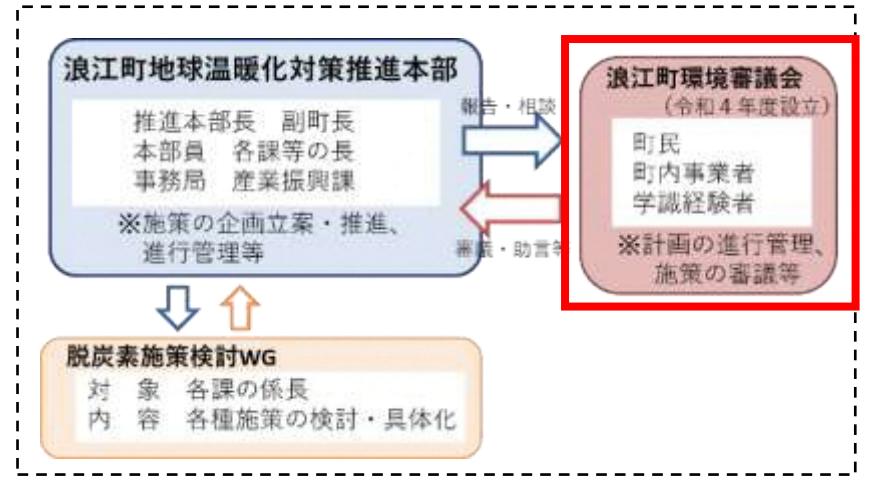 浪江町地球温暖化対策推進本部
推進本部長 副町長
本部員 各課等の長
事務局 産業振興課
※施策の企画立案・推進、
進行管理等
報告・相談
審議・助言等
浪江町環境審議会
(令和4年度設立)
町民
町内事業者
学識経験者
※計画の進行管理、
施策の審議等
脱炭素施策検討WG
対 象 各課の係長
内 容 各種施策の検討・具体化